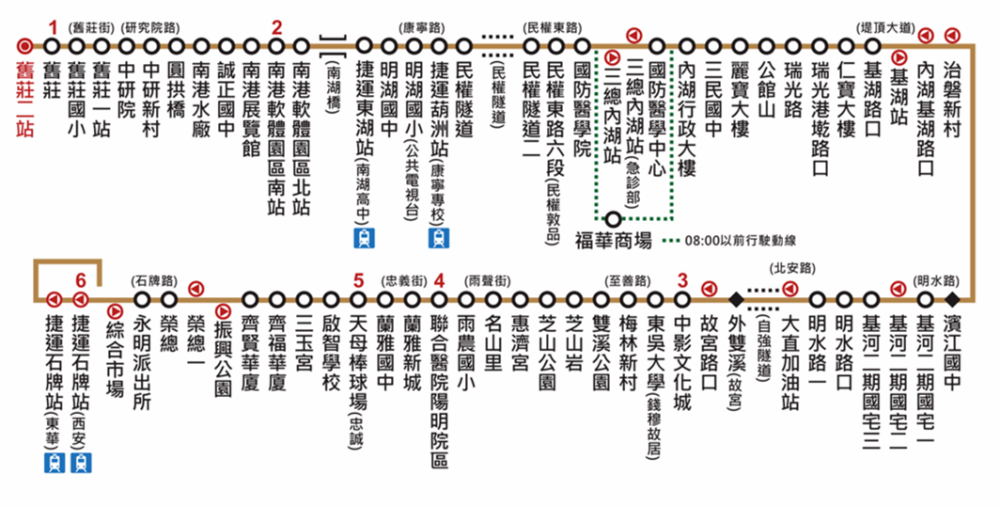 1
(舊莊街)
(研究院路)
2
(康寧路)
(民權東路)
(堤頂大道)
舊莊二站
舊莊
舊莊國小
舊莊一站
中研院
中研新村
圓拱橋
南港水廠
誠正國中
南港展覽館
南港軟體園區南站
南港軟體園區北站
(南湖橋)
捷運東湖站(南湖高中)
明湖國中
明湖國小(公共電視台)
捷運葫洲站(康寧專校)
民權隧道
(民權隧道)
民權隧道二
民權東路六段(民權敦品)
國防醫學院
三總內湖站
三總內湖站(急診部)
國防醫學中心
內湖行政大樓
三民國中
麗寶大樓
公館山
瑞光路
瑞光港墘路口
仁寶大樓
基湖路口
基湖站
內湖基湖路口
治磐新村
福華商場
08:00以前行駛動線
6
(石牌路)
5
(忠義街)
4
(雨聲街)
(至善路)
3
(北安路)
(明水路)
捷運石牌站(東華)
捷運石牌站(西安)
綜合市場
永明派出所
榮總
榮總一
振興公園
齊賢華廈
齊福華廈
三玉宮
啟智學校
天母棒球場(忠誠)
蘭雅國中
蘭雅新城
聯合醫院陽明院區
雨農國小
名山里
惠濟宮
芝山公園
芝山岩
雙溪公園
梅林新村
東吳大學(錢穆故居)
中影文化城
故宮路口
外雙溪(故宮)
(自強隧道)
大直加油站
明水路一
明水路口
基河二期國宅三
基河二期國宅二
基河二期國宅一
濱江國中